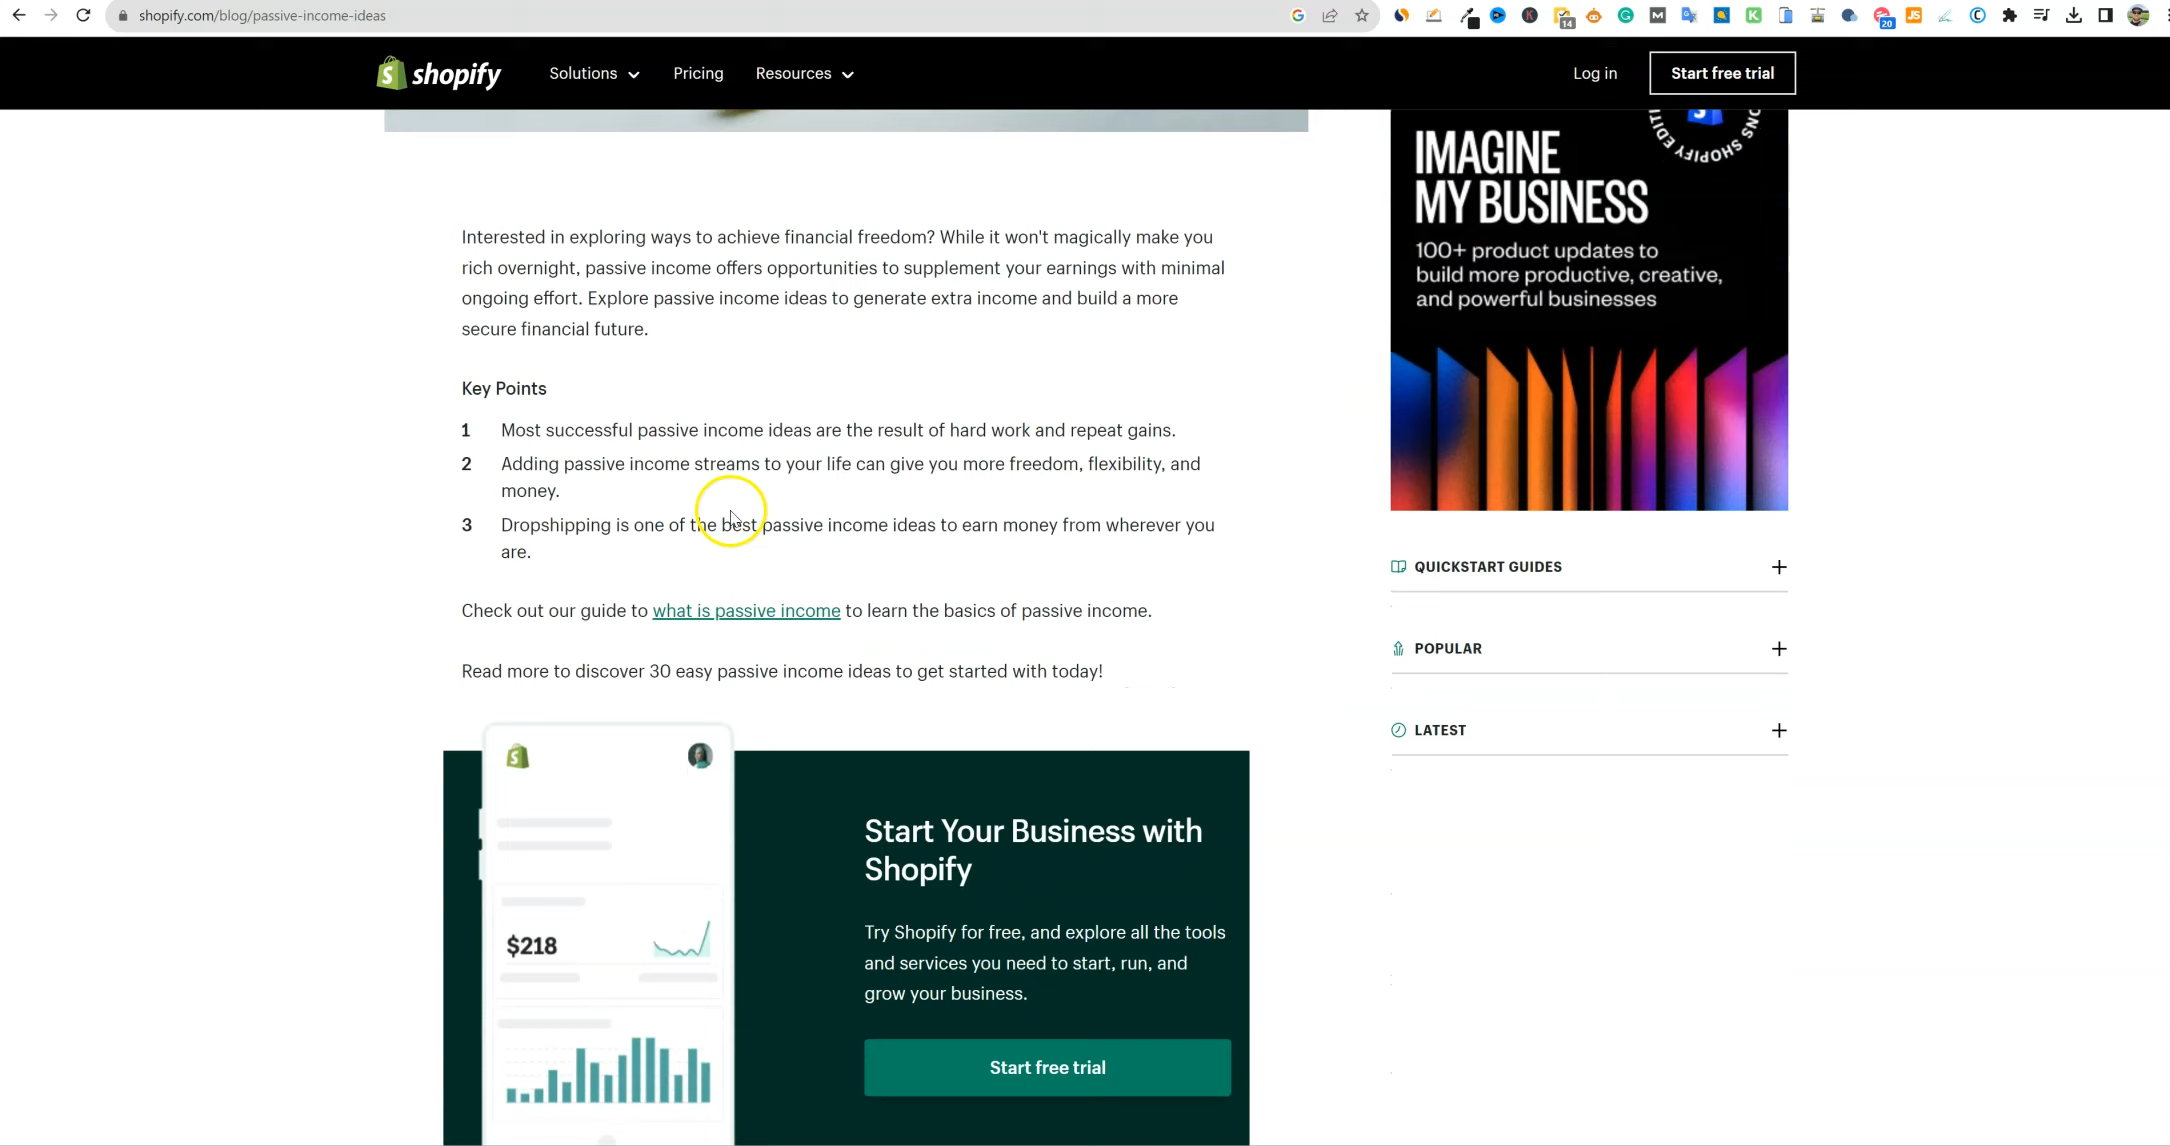 shopify.com/blog/passive-income-ideas
14
20
JS
shopify
Solutions
Pricing
Resources
Log in
Start free trial
IMAGINE
MY BUSINESS
100+ product updates to
build more productive, creative,
and powerful businesses
Interested in exploring ways to achieve financial freedom? While it won't magically make you
rich overnight, passive income offers opportunities to supplement your earnings with minimal
ongoing effort. Explore passive income ideas to generate extra income and build a more
secure financial future.
Key Points
1 Most successful passive income ideas are the result of hard work and repeat gains.
2 Adding passive income streams to your life can give you more freedom, flexibility, and
money.
3 Dropshipping is one of the best passive income ideas to earn money from wherever you
are.
Check out our guide to what is passive income to learn the basics of passive income.
Read more to discover 30 easy passive income ideas to get started with today!
QUICKSTART GUIDES
POPULAR
LATEST
$218
Start Your Business with
Shopify
Try Shopify for free, and explore all the tools
and services you need to start, run, and
grow your business.
Start free trial